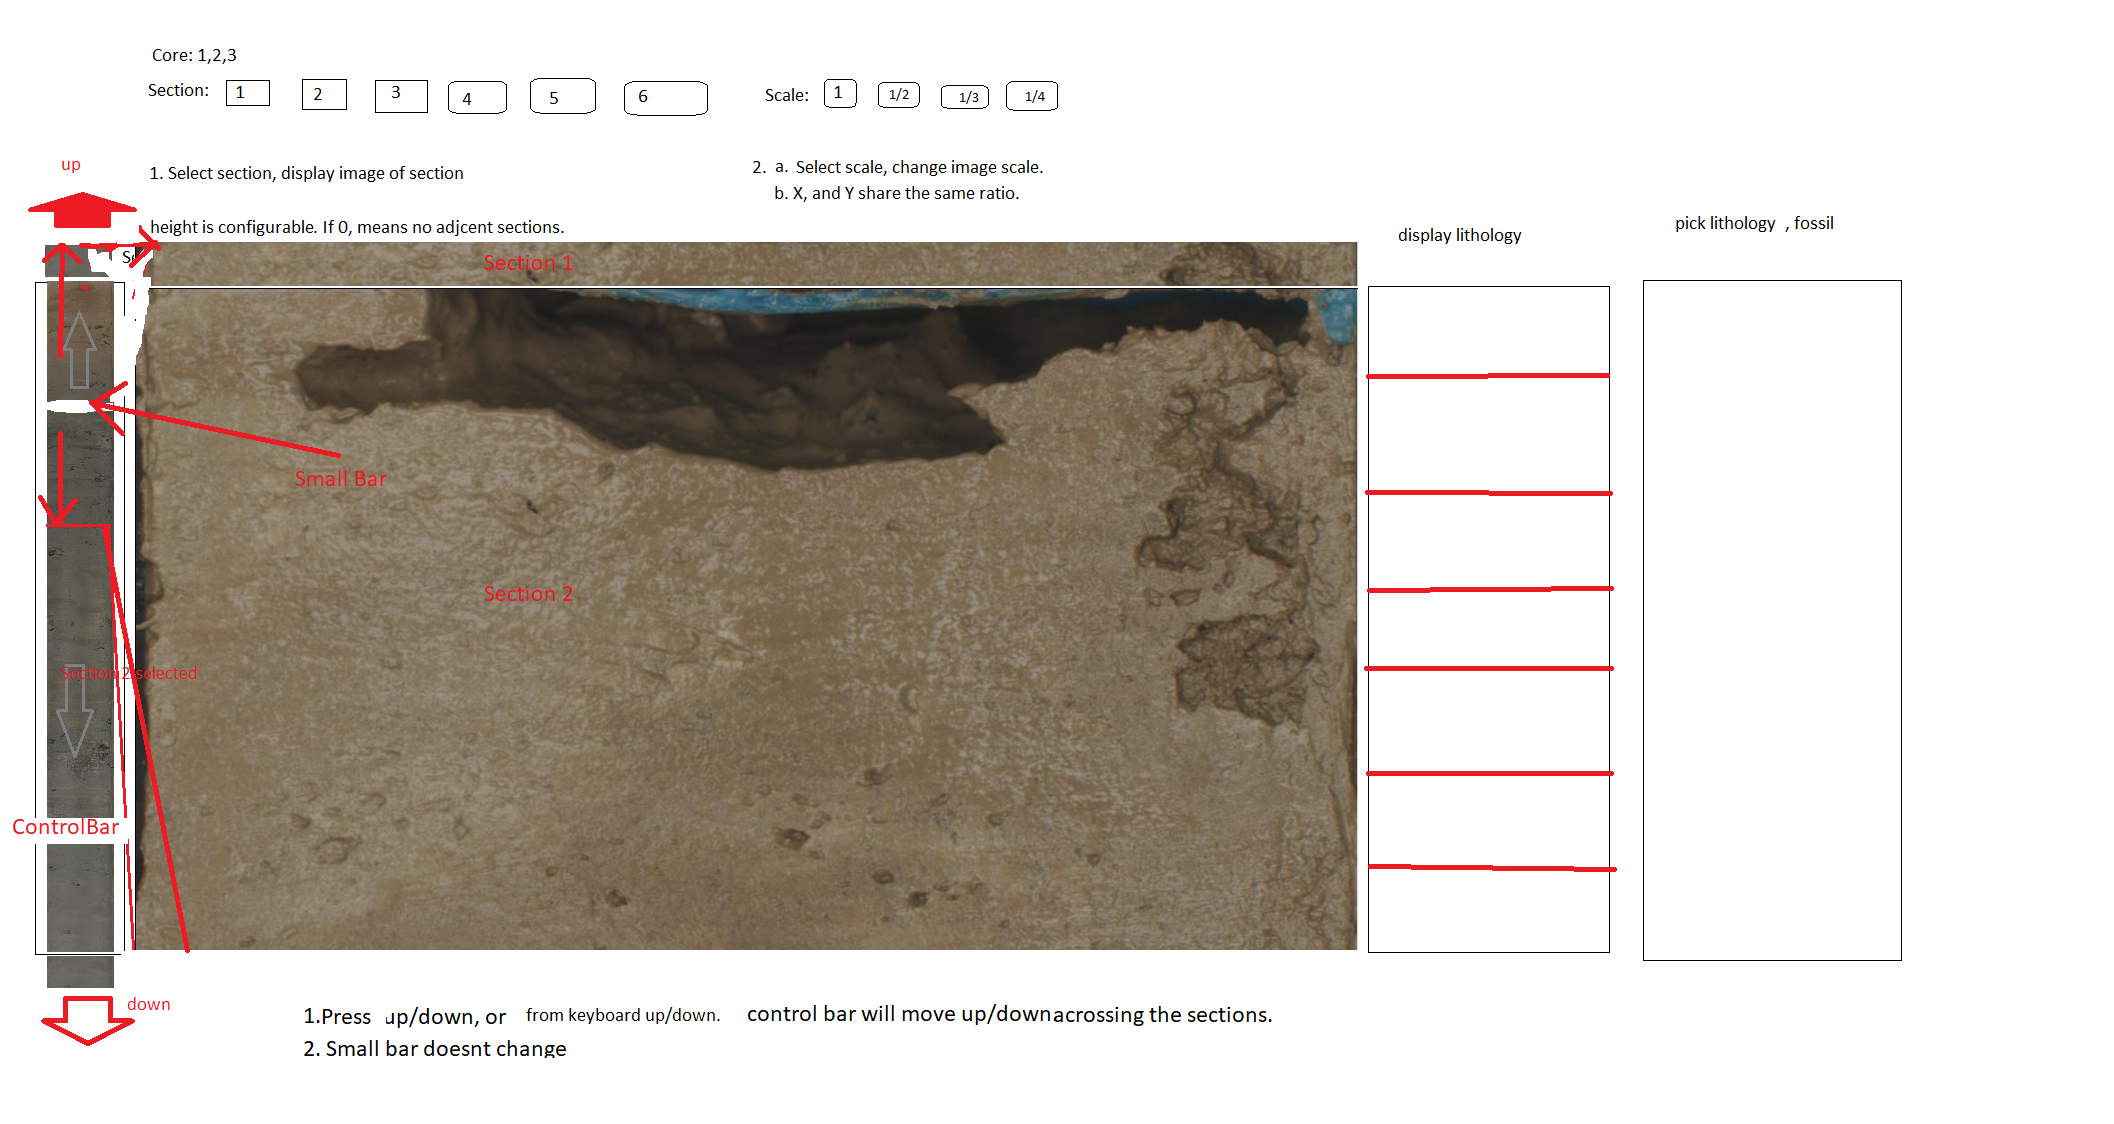 Core: 1,2,3
Section: 1 2 3 4 5 6 Scale: 1 1/2 1/3 1/4
up
1. Select section, display image of section
2. a. Select scale, change image scale.
b. X, and Y share the same ratio.
height is configurable. If 0, means no adjcent sections.
display lithology
pick lithology , fossil
Section 1
Small Bar
Section 2
Section 2 selected
ControlBar
down
1.Press up/down, or from keyboard up/down. control bar will move up/down acrossing the sections.
2. Small bar doesnt change